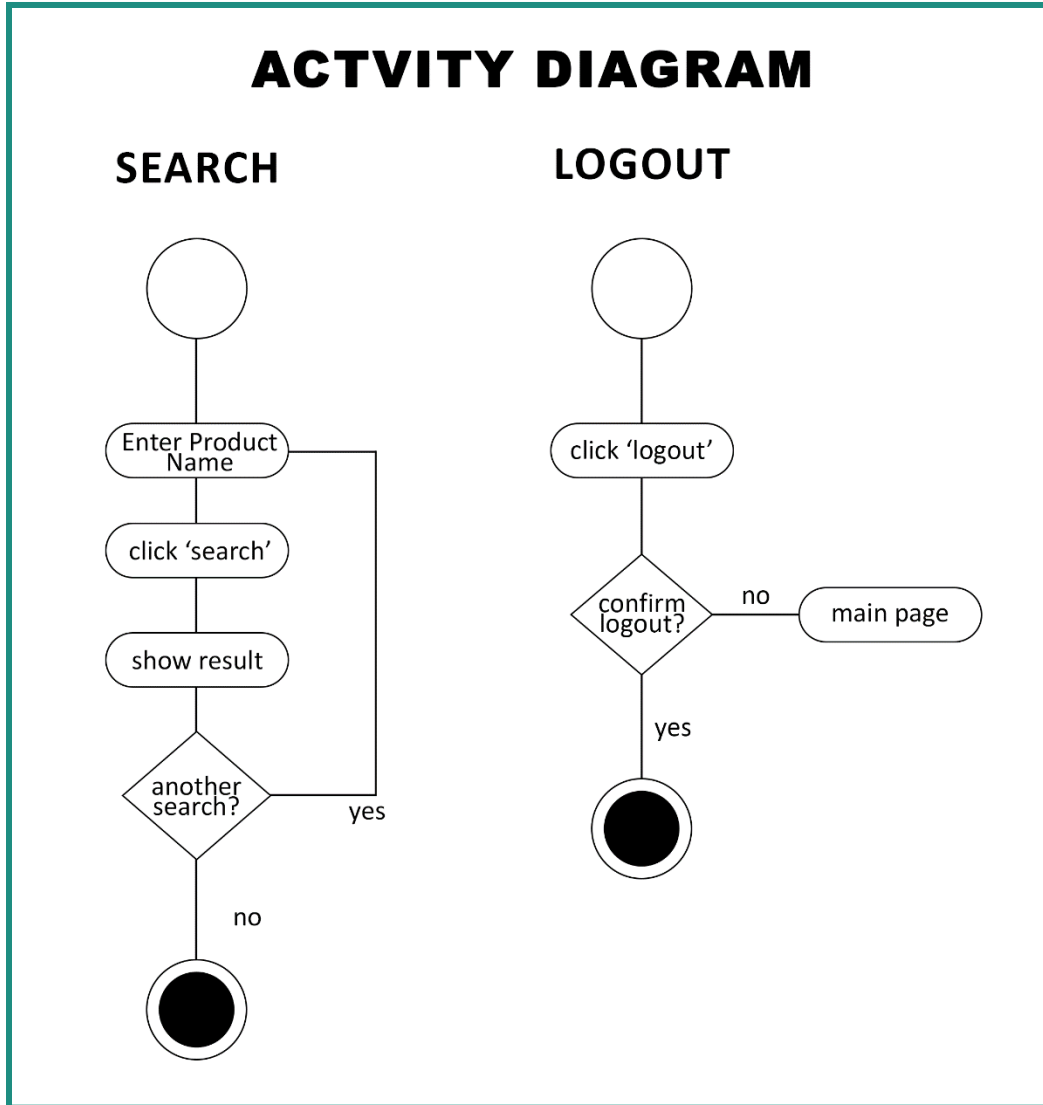 ACTVITY DIAGRAM
SEARCH
Enter Product
Name
click ‘search’
show result
another
search?
yes
no
LOGOUT
click ‘logout’
confirm
logout?
no
main page
yes